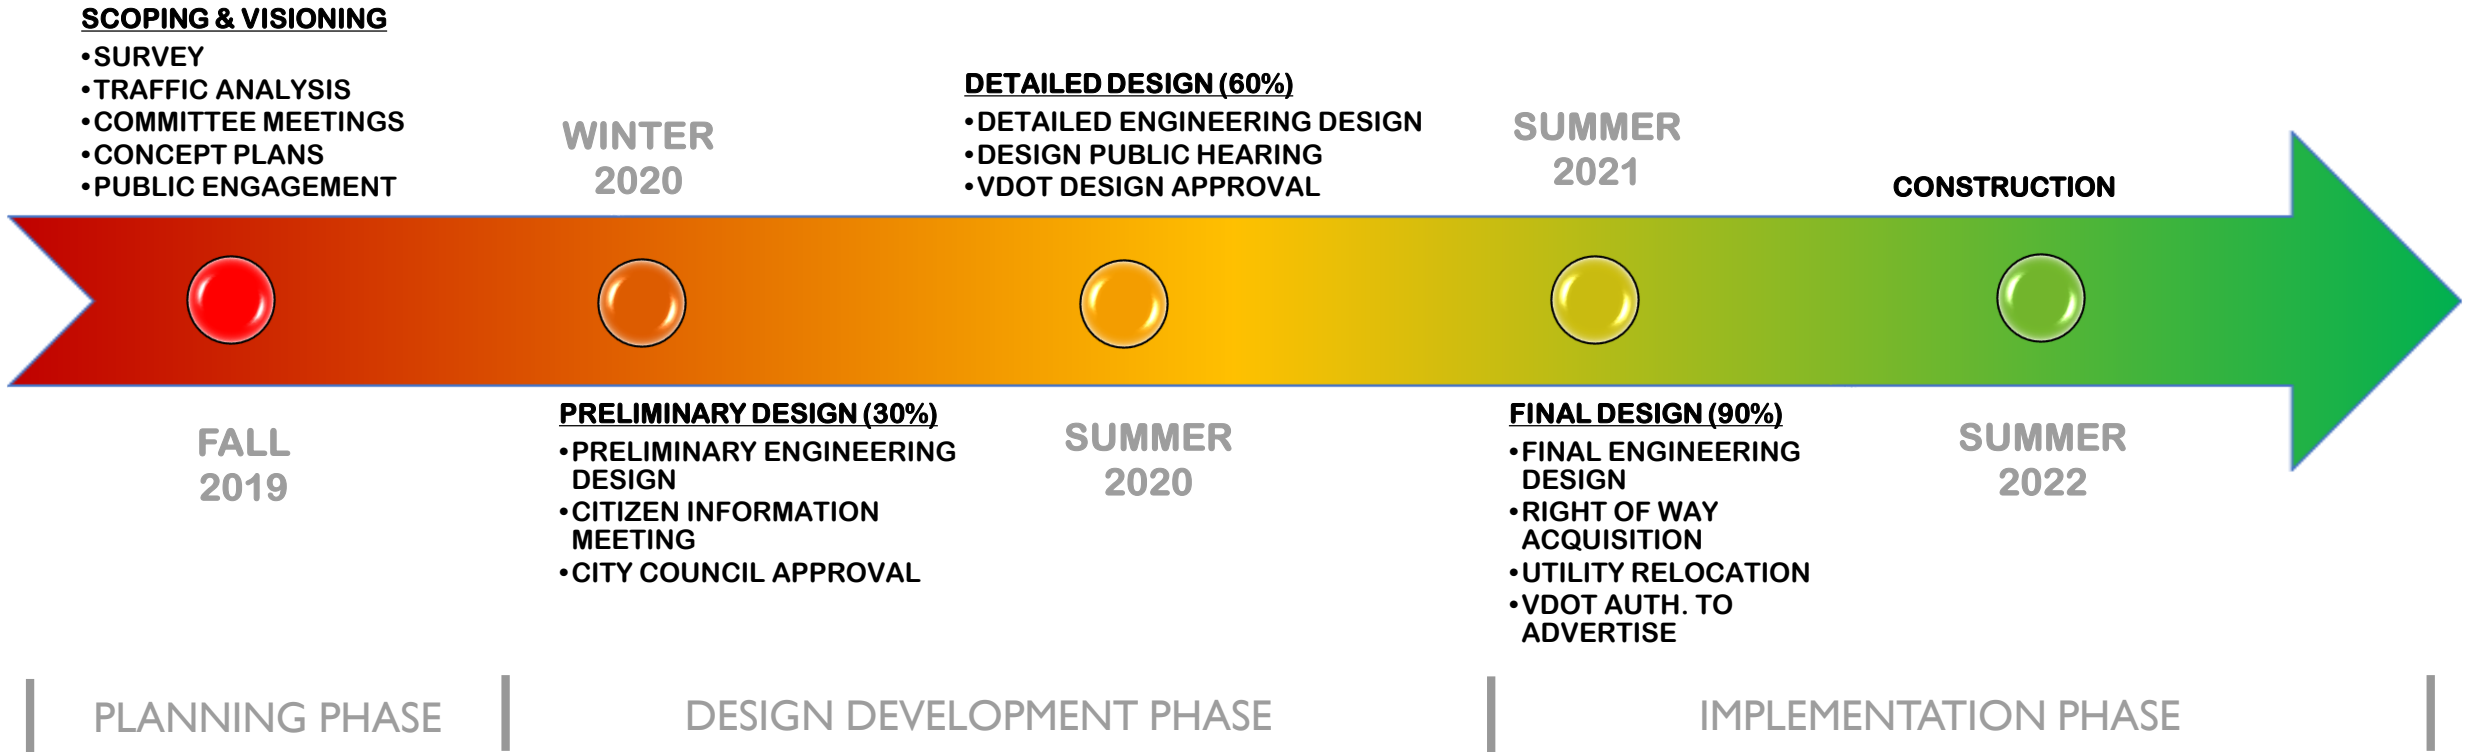 SCOPING & VISIONING
•SURVEY
•TRAFFIC ANALYSIS
•COMMITTEE MEETINGS
•CONCEPT PLANS
•PUBLIC ENGAGEMENT
WINTER
2020
DETAILED DESIGN (60%)
•DETAILED ENGINEERING DESIGN
•DESIGN PUBLIC HEARING
•VDOT DESIGN APPROVAL
SUMMER
2021
CONSTRUCTION
FALL
2019
PRELIMINARY DESIGN (30%)
•PRELIMINARY ENGINEERING
DESIGN
•CITIZEN INFORMATION
MEETING
•CITY COUNCIL APPROVAL
SUMMER
2020
FINAL DESIGN (90%)
•FINAL ENGINEERING
DESIGN
•RIGHT OF WAY
ACQUISITION
•UTILITY RELOCATION
•VDOT AUTH. TO
ADVERTISE
SUMMER
2022
PLANNING PHASE
DESIGN DEVELOPMENT PHASE
IMPLEMENTATION PHASE